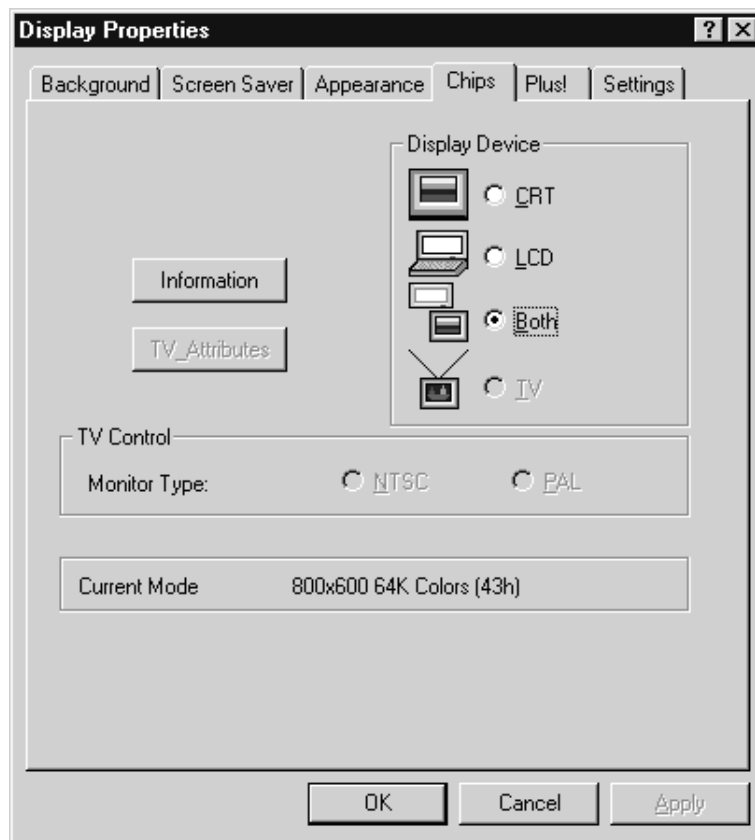 Display Properties
Background Screen Saver Appearance Chips Plus! Settings
Display Device
CRT
LCD
Information
Both
TV_Attributes
TV
TV Control
Monitor Type: NTSC PAL
Current Mode 800x600 64K Colors (43h)
OK Cancel Apply